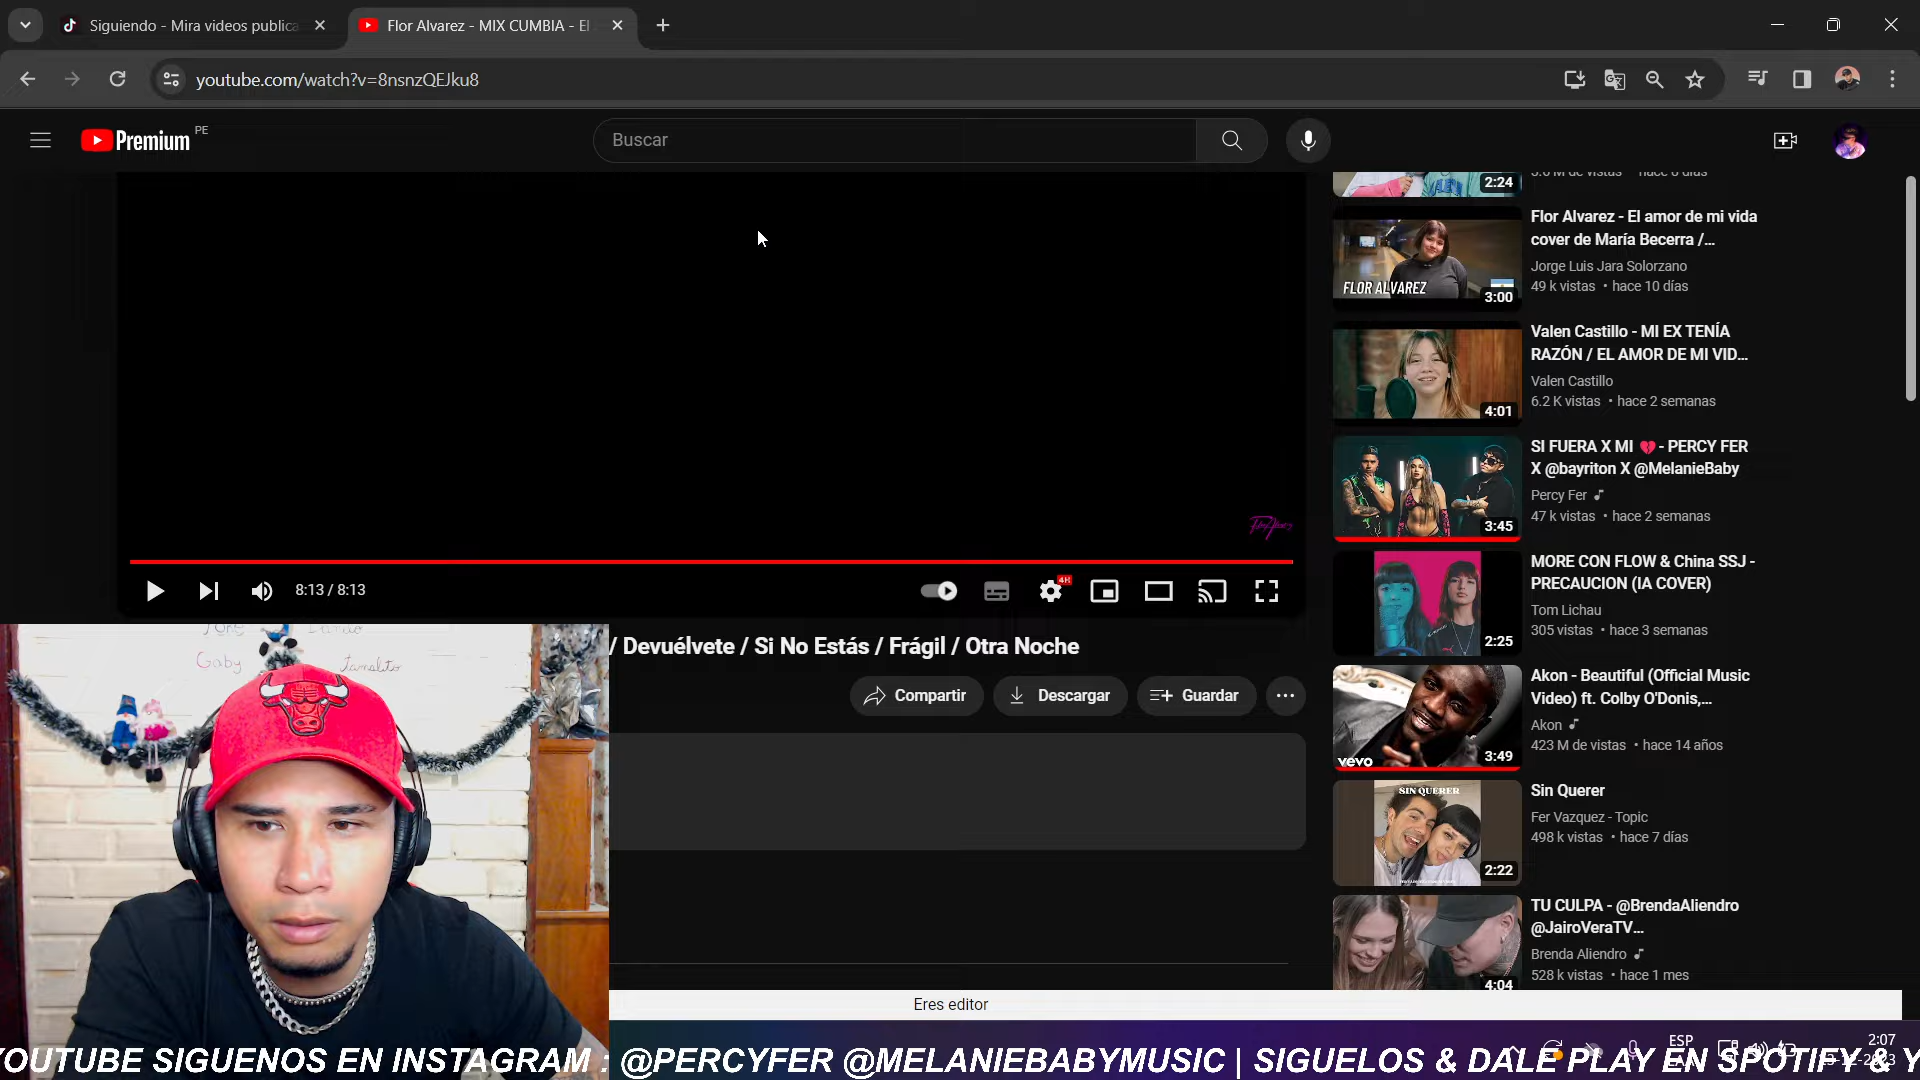 Siguiendo - Mira videos publica
Flor Alvarez - MIX CUMBIA - El
youtube.com/watch?v=8nsnzQEJku8
Premium
PE
Buscar
2:24
Flor Alvarez - El amor de mi vida
cover de María Becerra /...
Jorge Luis Jara Solorzano
49 k vistas • hace 10 días
FLOR ALVAREZ
3:00
Valen Castillo - MI EX TENÍA
RAZÓN / EL AMOR DE MI VID...
Valen Castillo
6.2 K vistas • hace 2 semanas
4:01
SI FUERA X MI 💔 - PERCY FER
X @bayriton X @MelanieBaby
Percy Fer
47 k vistas • hace 2 semanas
3:45
MORE CON FLOW & China SSJ -
PRECAUCION (IA COVER)
Tom Lichau
305 vistas • hace 3 semanas
2:25
Akon - Beautiful (Official Music
Video) ft. Colby O'Donis,...
Akon
423 M de vistas • hace 14 años
vevo
3:49
Sin Querer
Fer Vazquez - Topic
498 k vistas • hace 7 días
SIN QUERER
2:22
TU CULPA - @BrendaAliendro
@JairoVeraTV...
Brenda Aliendro
528 k vistas • hace 1 mes
4:04
8:13 / 8:13
4K
/ Devuélvete / Si No Estás / Frágil / Otra Noche
Compartir
Descargar
Guardar
Gaby
Tamalito
Eres editor
ESP
2:07
YOUTUBE SIGUENOS EN INSTAGRAM : @PERCYFER @MELANIEBABYMUSIC | SIGUELOS & DALE PLAY EN SPOTIFY & Y